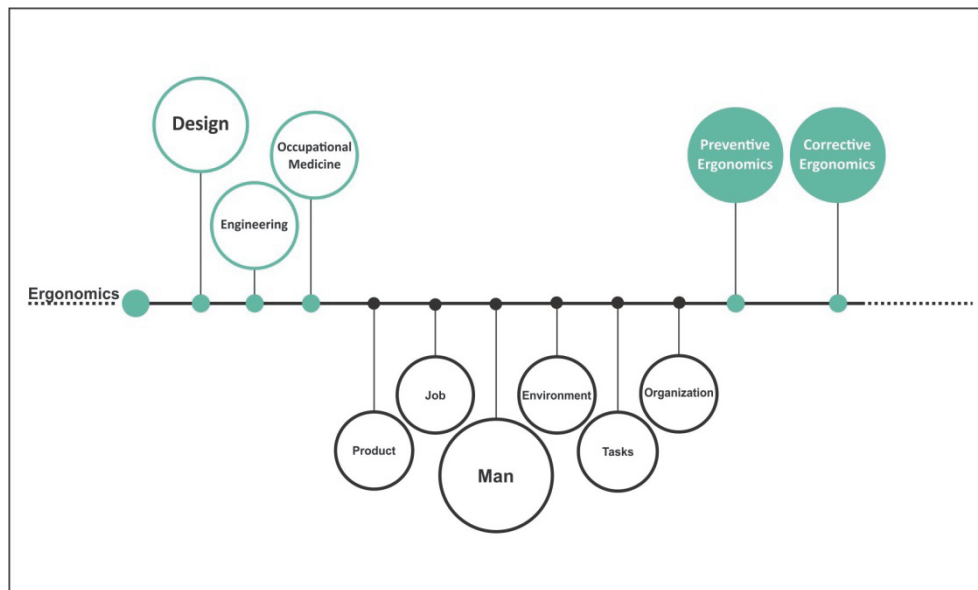 Design
Occupational
Medicine
Engineering
Preventive
Ergonomics
Corrective
Ergonomics
Ergonomics
Product
Job
Man
Environment
Tasks
Organization